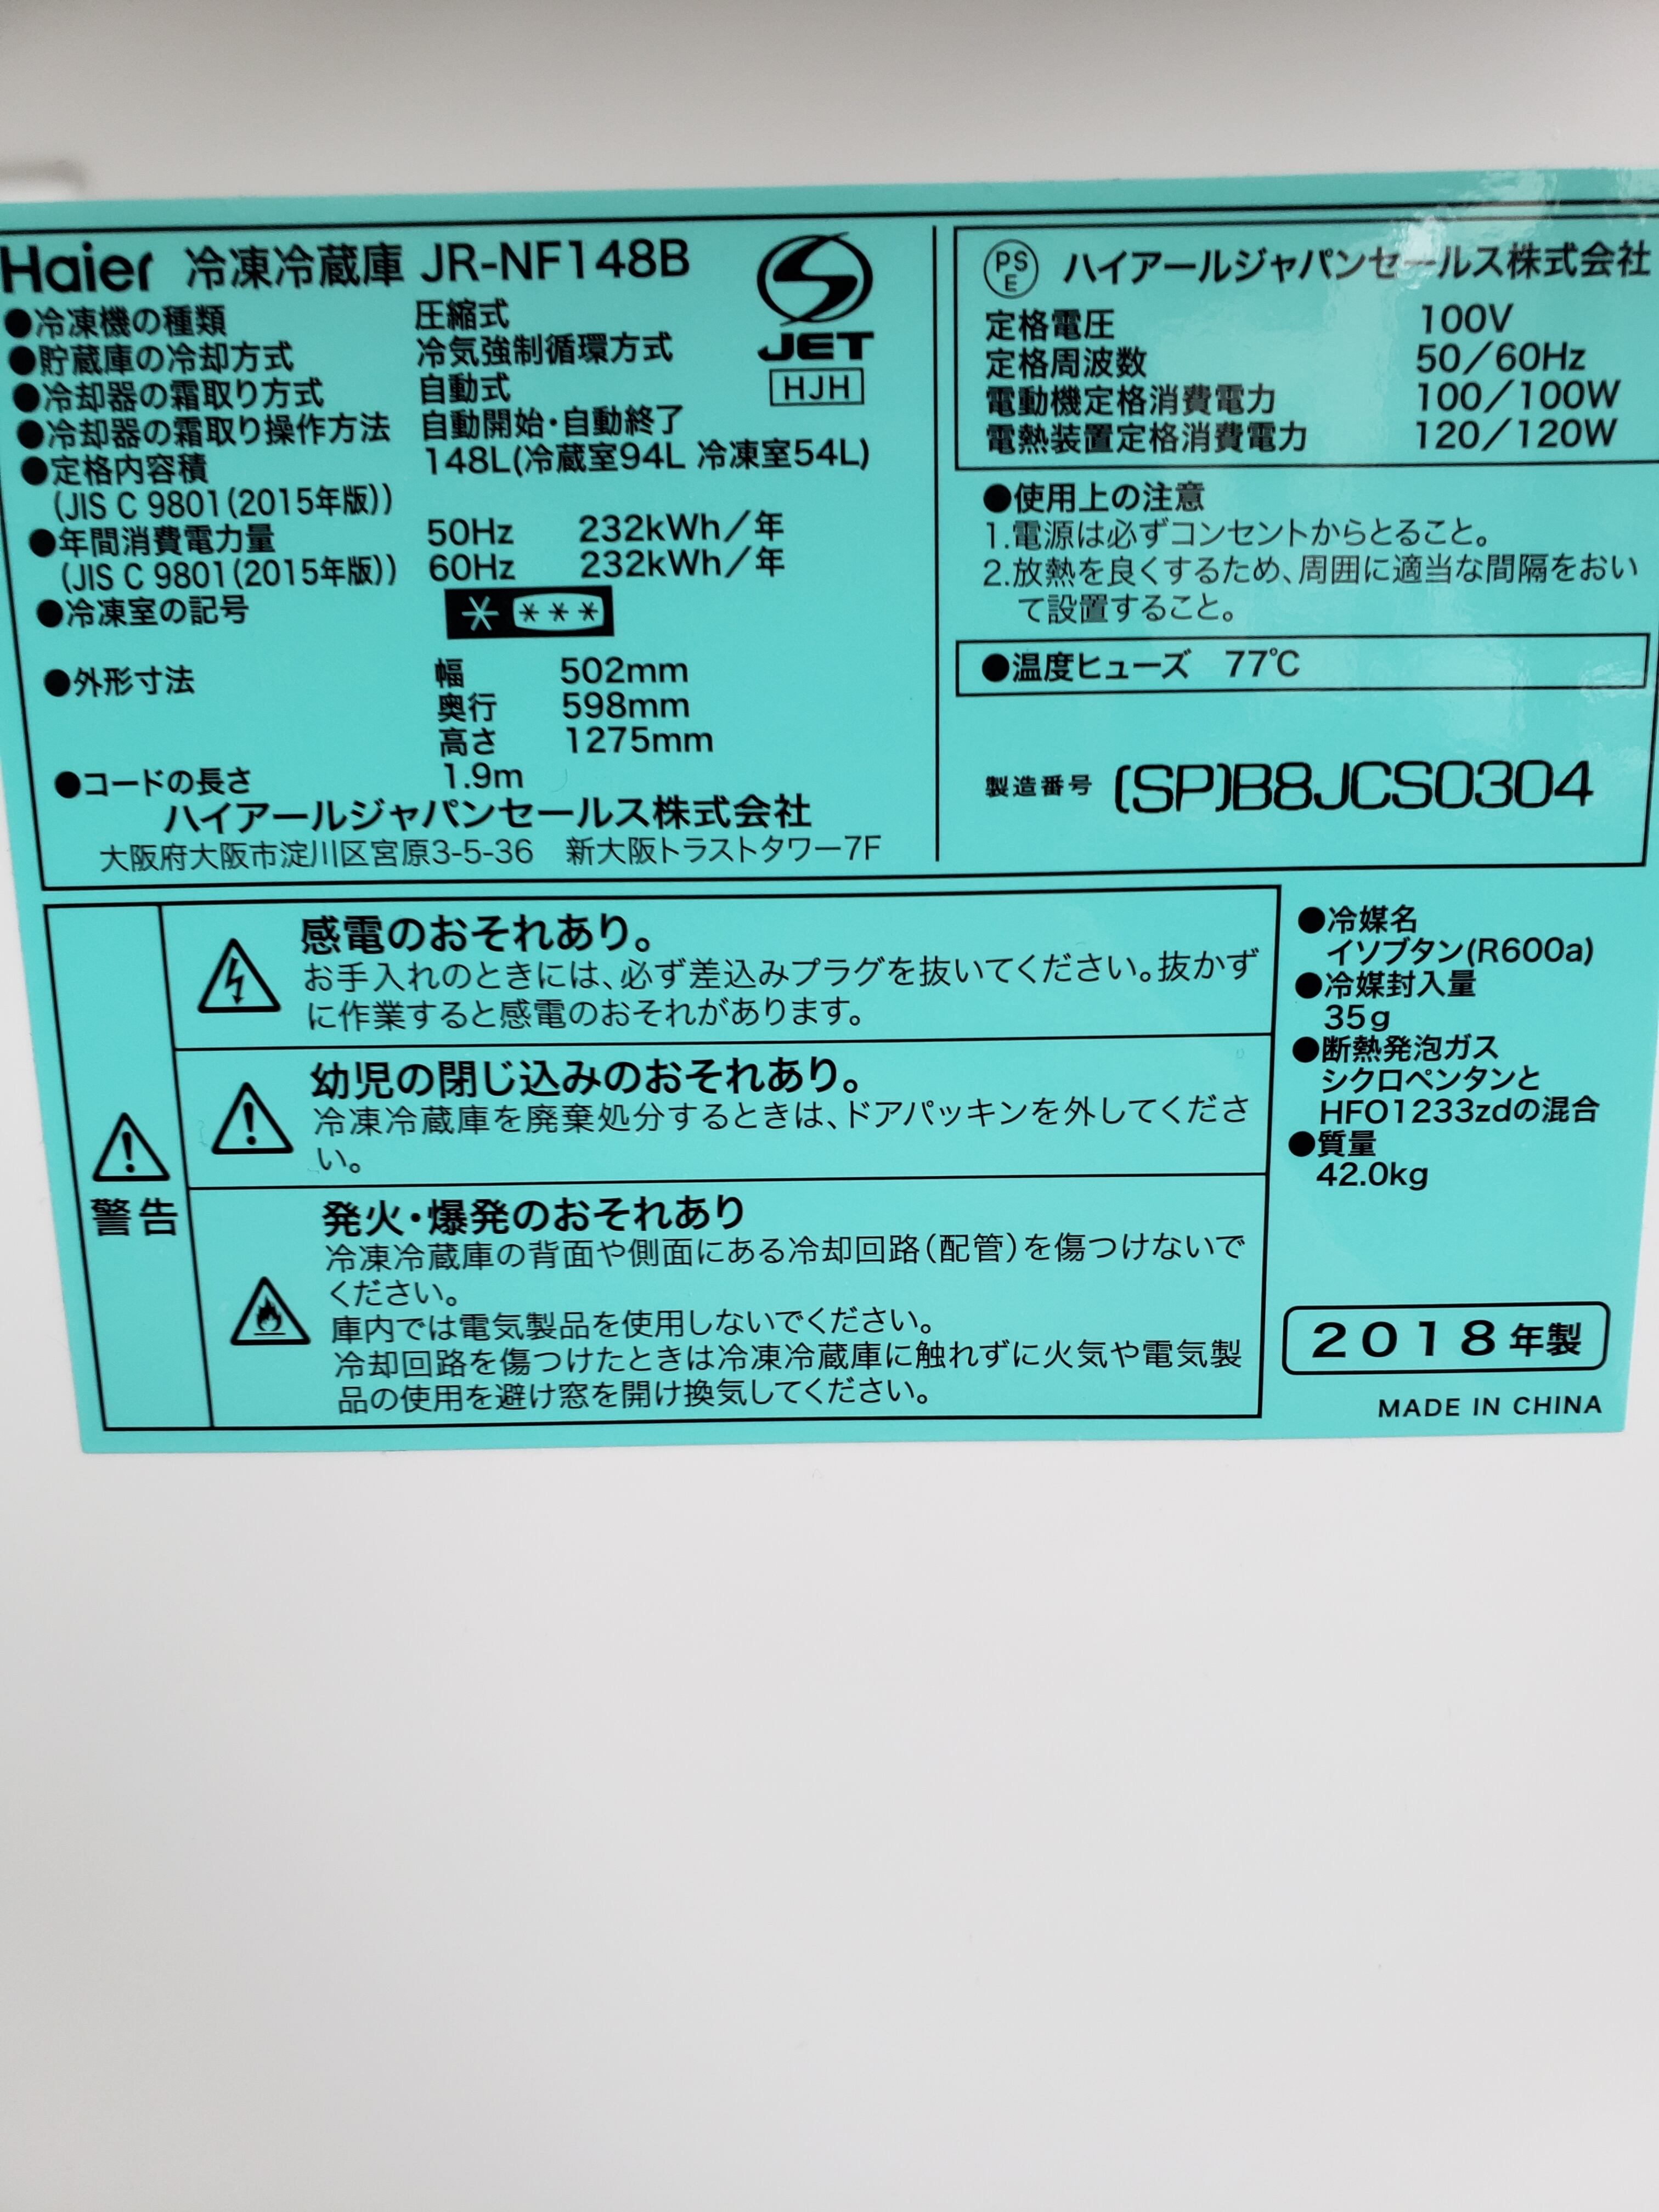 Haier 冷凍冷蔵庫 JR-NF148B
●冷凍機の種類 圧縮式
●貯蔵庫の冷却方式 冷気強制循環方式
●冷却器の霜取り方式 自動式
●冷却器の霜取り操作方法 自動開始・自動終了
●定格内容積 148L(冷蔵室94L 冷凍室54L)
(JIS C 9801(2015年版))
●年間消費電力量 50Hz 232kWh／年
(JIS C 9801(2015年版)) 60Hz 232kWh／年
●冷凍室の記号 * ***
●外形寸法 幅 502mm
奥行 598mm
高さ 1275mm
●コードの長さ 1.9m
ハイアールジャパンセールス株式会社
大阪府大阪市淀川区宮原3-5-36 新大阪トラストタワー7F
JET
HJH
PS
E
ハイアールジャパンセールス株式会社
定格電圧 100V
定格周波数 50／60Hz
電動機定格消費電力 100／100W
電熱装置定格消費電力 120／120W
●使用上の注意
1.電源は必ずコンセントからとること。
2.放熱を良くするため、周囲に適当な間隔をおい
て設置すること。
●温度ヒューズ 77℃
製造番号 (SP)B8JCS0304
警告
感電のおそれあり。
お手入れのときには、必ず差込みプラグを抜いてください。抜かず
に作業すると感電のおそれがあります。
幼児の閉じ込みのおそれあり。
冷凍冷蔵庫を廃棄処分するときは、ドアパッキンを外してくださ
い。
発火・爆発のおそれあり
冷凍冷蔵庫の背面や側面にある冷却回路(配管)を傷つけないで
ください。
庫内では電気製品を使用しないでください。
冷却回路を傷つけたときは冷凍冷蔵庫に触れずに火気や電気製
品の使用を避け窓を開け換気してください。
●冷媒名
イソブタン(R600a)
●冷媒封入量
35g
●断熱発泡ガス
シクロペンタンと
HFO1233zdの混合
●質量
42.0kg
2018年製
MADE IN CHINA